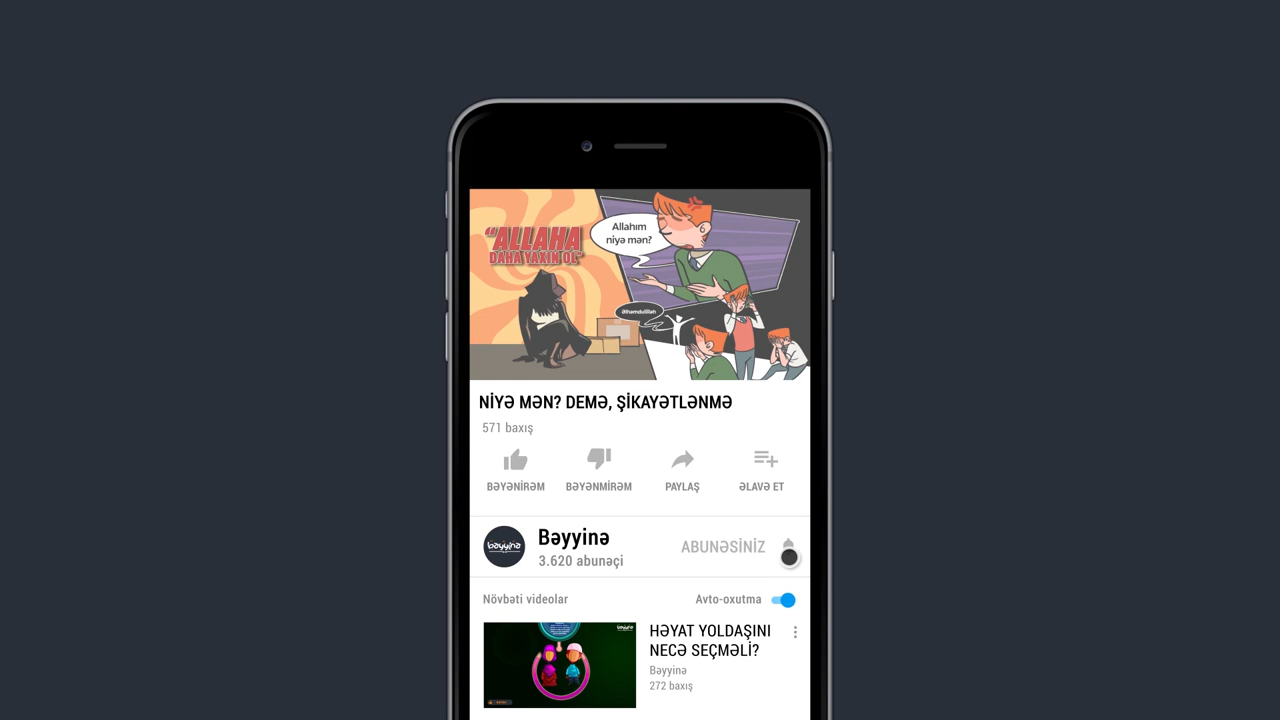 "ALLAHA
DAHA YAXIN OL"
Allahım
niyə mən?
Əlhəmdulilləh
NİYƏ MƏN? DEMƏ, ŞİKAYƏTLƏNMƏ
571 baxış
BƏYƏNİRƏM
BƏYƏNMİRƏM
PAYLAŞ
ƏLAVƏ ET
bəyyinə
Bəyyinə
3.620 abunəçi
ABUNƏSİNİZ
Növbəti videolar
Avto-oxutma
bəyyinə
HƏYAT YOLDAŞINI
NECƏ SEÇMƏLİ?
Bəyyinə
272 baxış